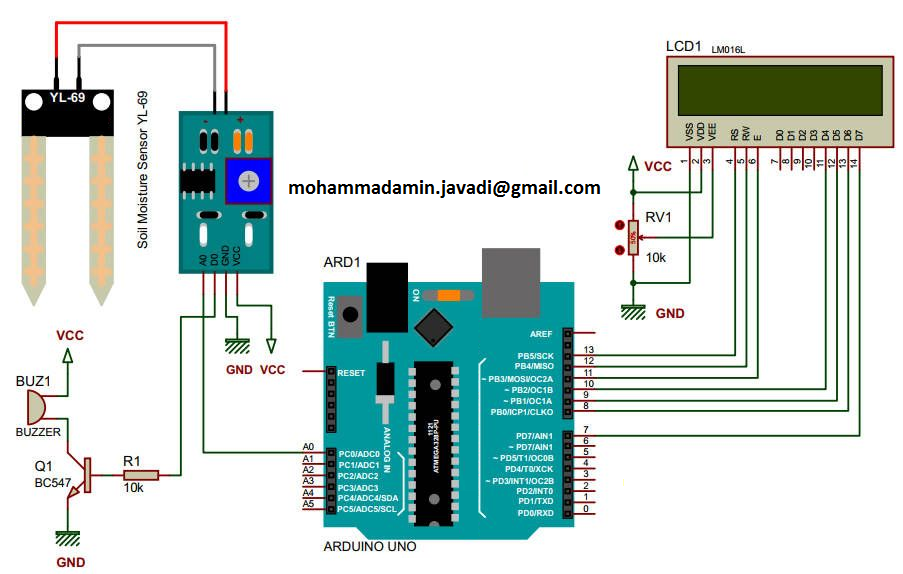 LCD1 LM016L
YL-69
Soil Moisture Sensor YL-69
- +
mohammadamin.javadi@gmail.com
A0 D0 GND VCC
GND VCC
VSS VDD VEE RS RW E D0 D1 D2 D3 D4 D5 D6 D7
1 2 3 4 5 6 7 8 9 10 11 12 13 14
VCC
RV1
50%
10k
GND
VCC
BUZ1
BUZZER
Q1
BC547
R1
10k
GND
ARD1
Reset BTN
ON
RESET
ANALOG IN
1121
ATMEGA328P-PU
A0 PC0/ADC0
A1 PC1/ADC1
A2 PC2/ADC2
A3 PC3/ADC3
A4 PC4/ADC4/SDA
A5 PC5/ADC5/SCL
AREF
PB5/SCK 13
PB4/MISO 12
~ PB3/MOSI/OC2A 11
~ PB2/OC1B 10
~ PB1/OC1A 9
PB0/ICP1/CLKO 8
PD7/AIN1 7
~ PD7/AIN1 6
~ PD5/T1/OC0B 5
PD4/T0/XCK 4
~ PD3/INT1/OC2B 3
PD2/INT0 2
PD1/TXD 1
PD0/RXD 0
ARDUINO UNO